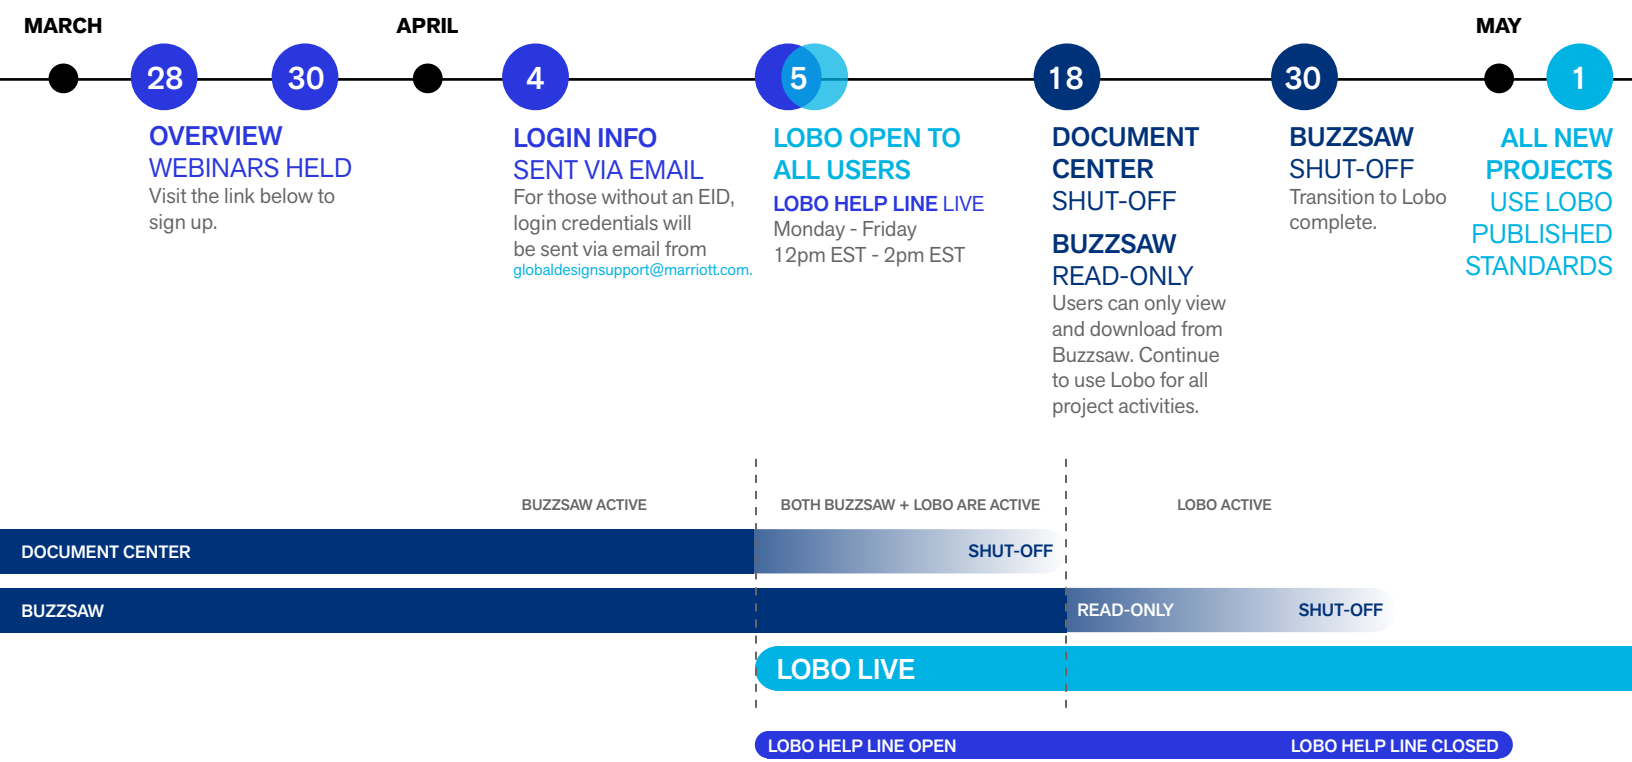 MARCH
APRIL
MAY
28
30
4
5
18
30
1
OVERVIEW
WEBINARS HELD
Visit the link below to
sign up.
LOGIN INFO
SENT VIA EMAIL
For those without an EID,
login credentials will
be sent via email from
globaldesignsupport@marriott.com.
LOBO OPEN TO
ALL USERS
LOBO HELP LINE LIVE
Monday - Friday
12pm EST - 2pm EST
DOCUMENT
CENTER
SHUT-OFF
BUZZSAW
READ-ONLY
Users can only view
and download from
Buzzsaw. Continue
to use Lobo for all
project activities.
BUZZSAW
SHUT-OFF
Transition to Lobo
complete.
ALL NEW
PROJECTS
USE LOBO
PUBLISHED
STANDARDS
BUZZSAW ACTIVE
BOTH BUZZSAW + LOBO ARE ACTIVE
LOBO ACTIVE
DOCUMENT CENTER
SHUT-OFF
BUZZSAW
READ-ONLY
SHUT-OFF
LOBO LIVE
LOBO HELP LINE OPEN
LOBO HELP LINE CLOSED